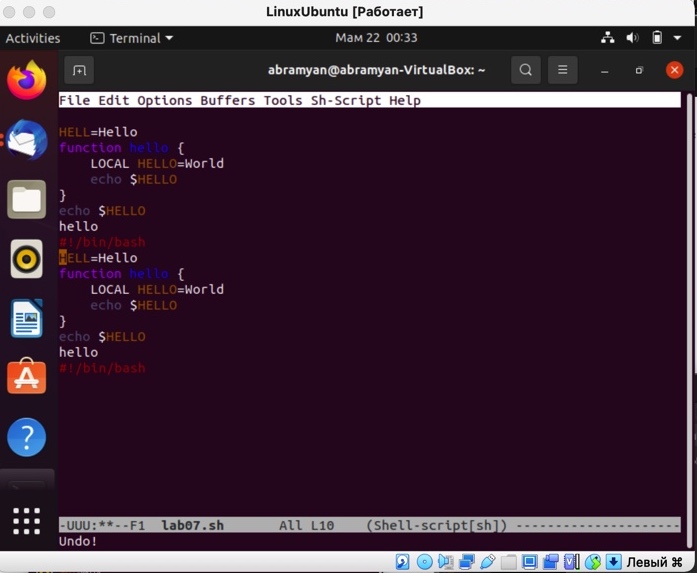 LinuxUbuntu [Работает]
Activities Terminal Мам 22 00:33
abramyan@abramyan-VirtualBox: ~
File Edit Options Buffers Tools Sh-Script Help
HELL=Hello
function hello {
    LOCAL HELLO=World
    echo $HELLO
}
echo $HELLO
hello
#!/bin/bash
HELL=Hello
function hello {
    LOCAL HELLO=World
    echo $HELLO
}
echo $HELLO
hello
#!/bin/bash
-UUU:**--F1  lab07.sh       All L10    (Shell-script[sh]) ---------------------
Undo!
Левый ⌘